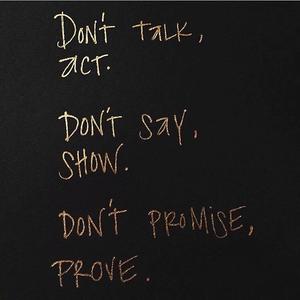 DON'T TALK,
ACT.
DON'T SAY,
SHOW.
DON'T PROMISE,
PROVE.